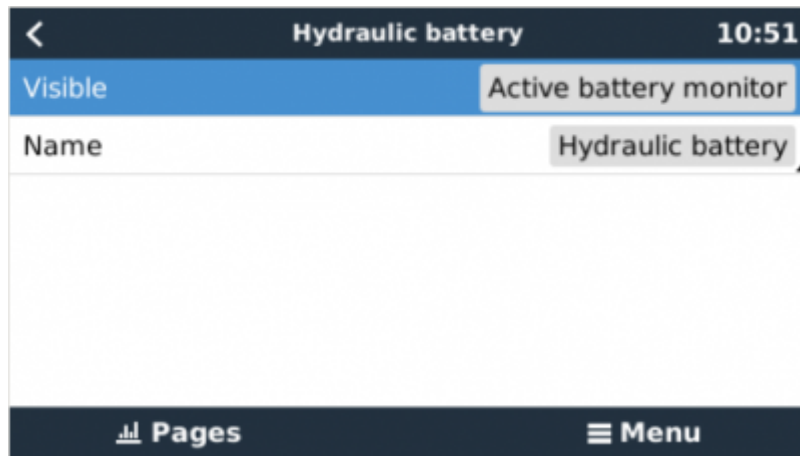 Hydraulic battery 10:51
Visible Active battery monitor
Name Hydraulic battery
Pages Menu